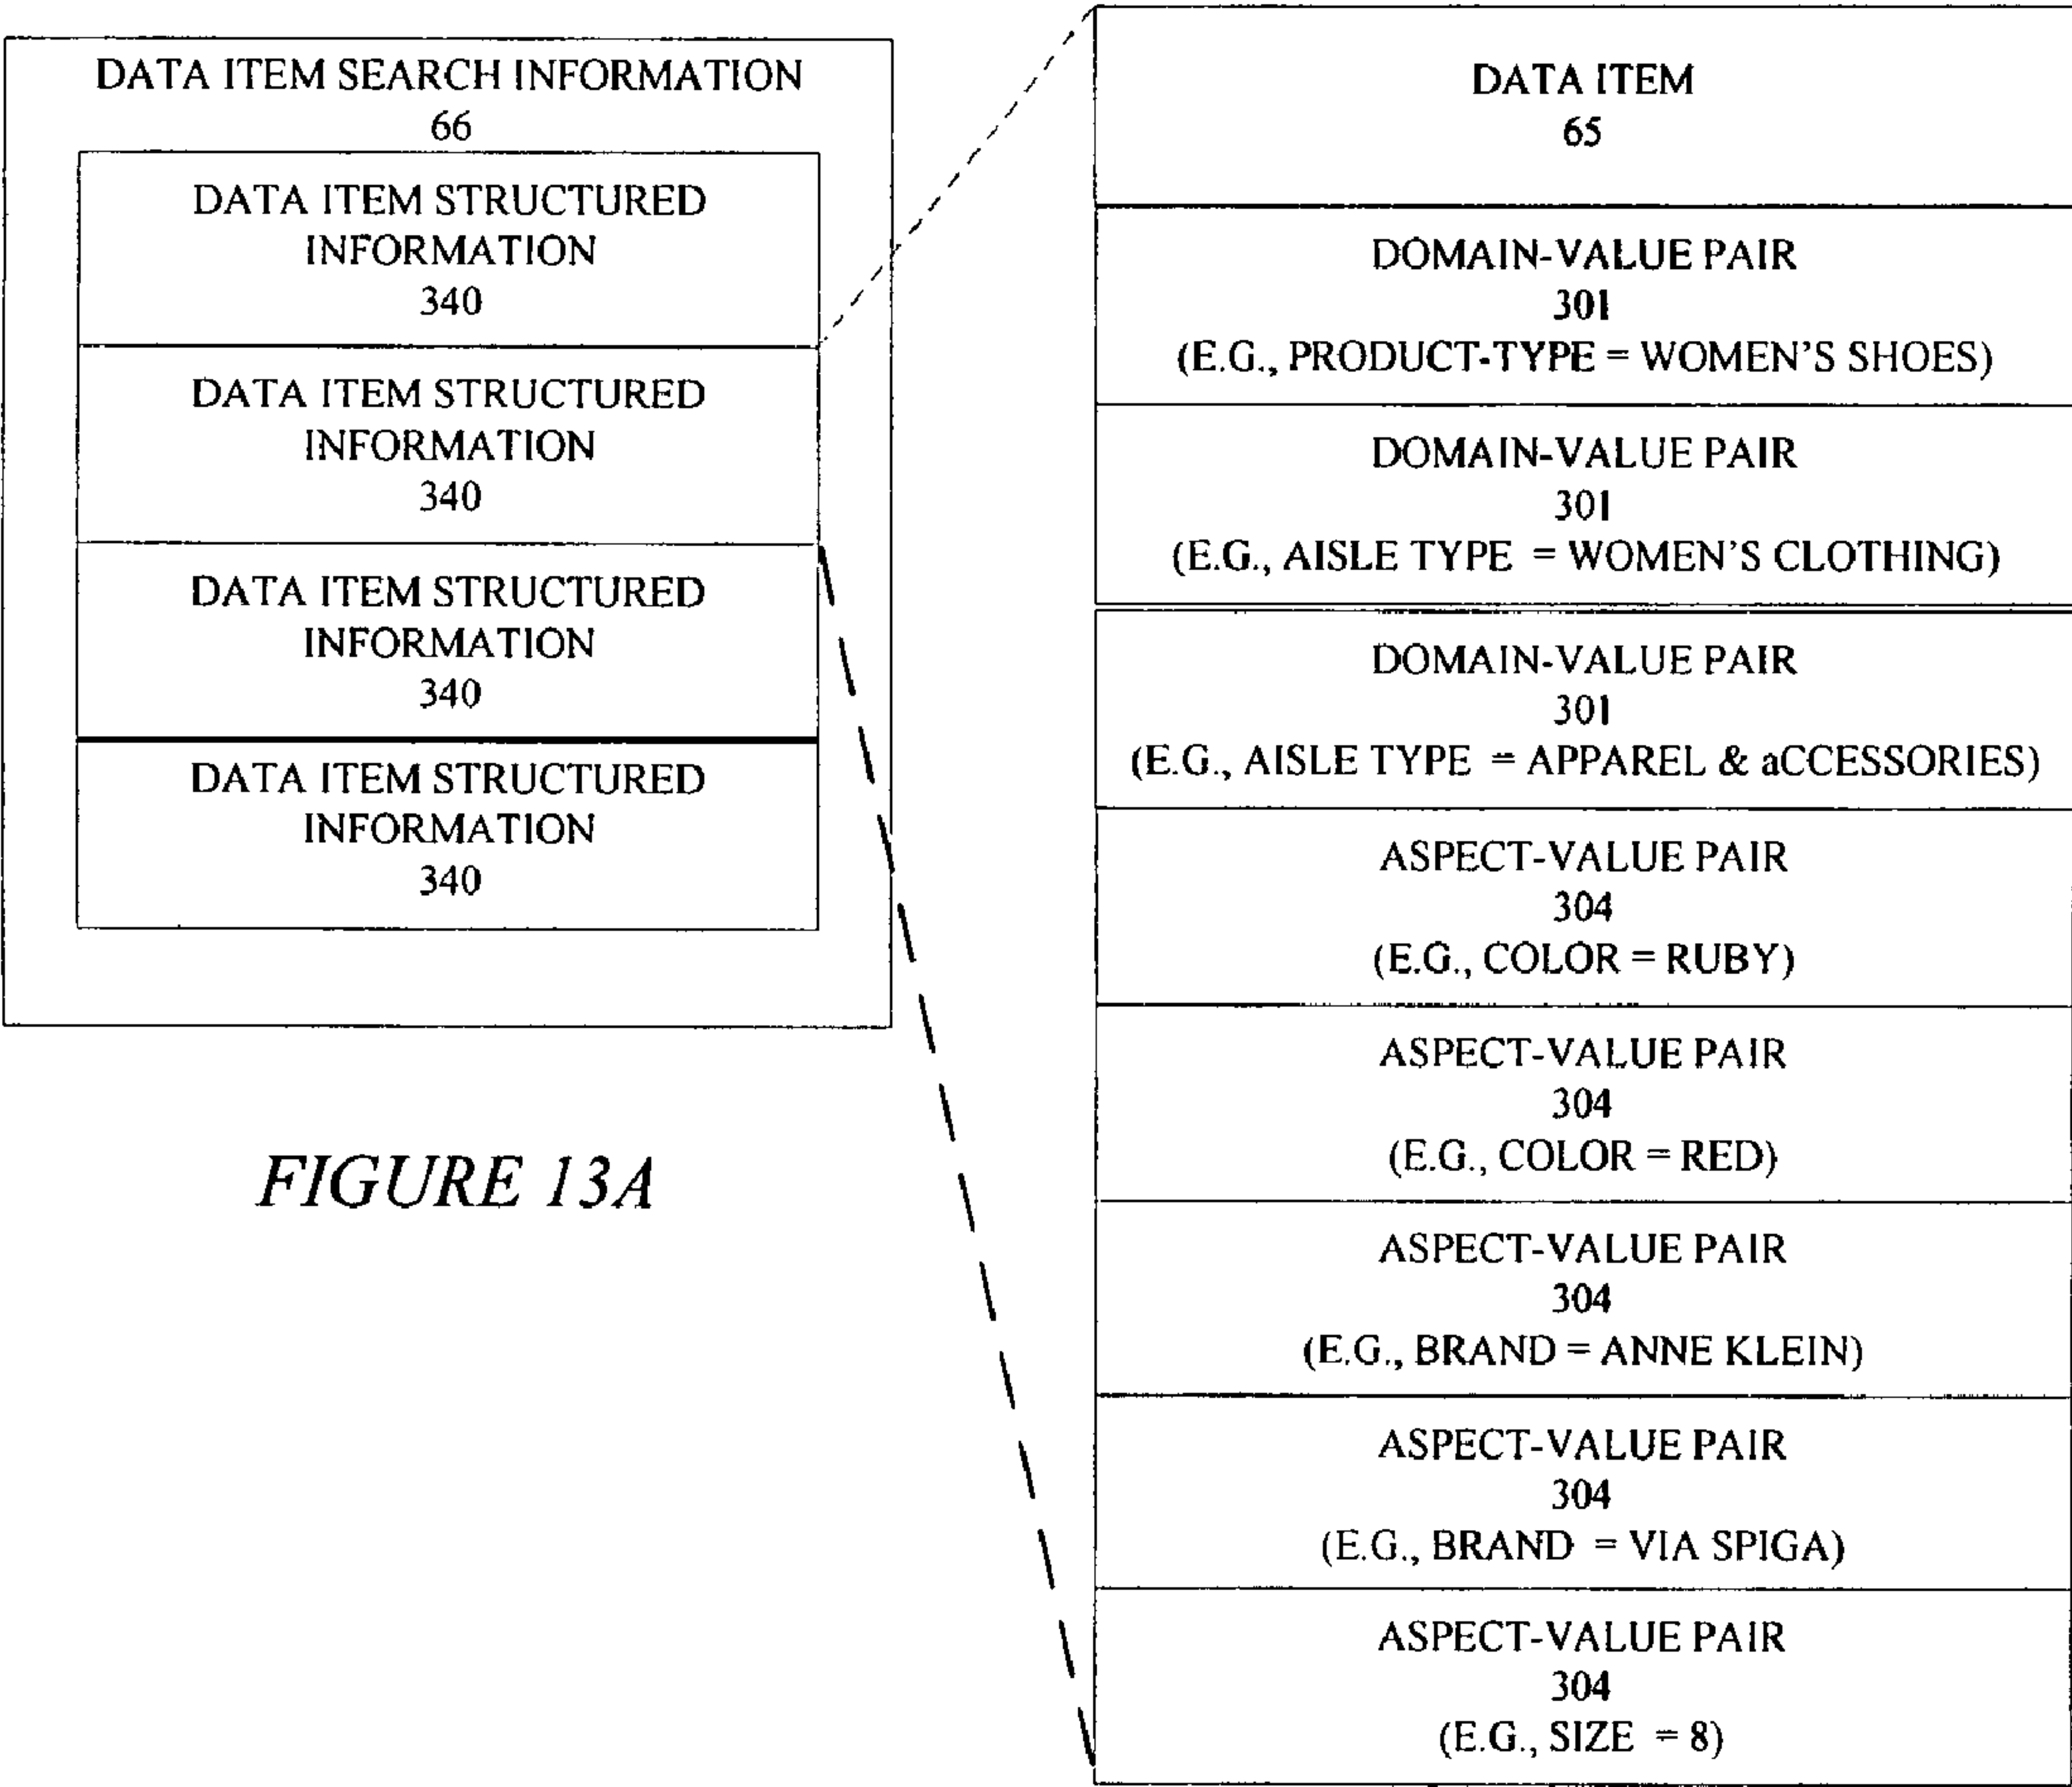 DATA ITEM SEARCH INFORMATION
66
DATA ITEM STRUCTURED
INFORMATION
340
DATA ITEM STRUCTURED
INFORMATION
340
DATA ITEM STRUCTURED
INFORMATION
340
DATA ITEM STRUCTURED
INFORMATION
340
FIGURE 13A
DATA ITEM
65
DOMAIN-VALUE PAIR
301
(E.G., PRODUCT-TYPE = WOMEN'S SHOES)
DOMAIN-VALUE PAIR
301
(E.G., AISLE TYPE = WOMEN'S CLOTHING)
DOMAIN-VALUE PAIR
301
(E.G., AISLE TYPE = APPAREL & aCCESSORIES)
ASPECT-VALUE PAIR
304
(E.G., COLOR = RUBY)
ASPECT-VALUE PAIR
304
(E.G., COLOR = RED)
ASPECT-VALUE PAIR
304
(E.G., BRAND = ANNE KLEIN)
ASPECT-VALUE PAIR
304
(E.G., BRAND = VIA SPIGA)
ASPECT-VALUE PAIR
304
(E.G., SIZE = 8)